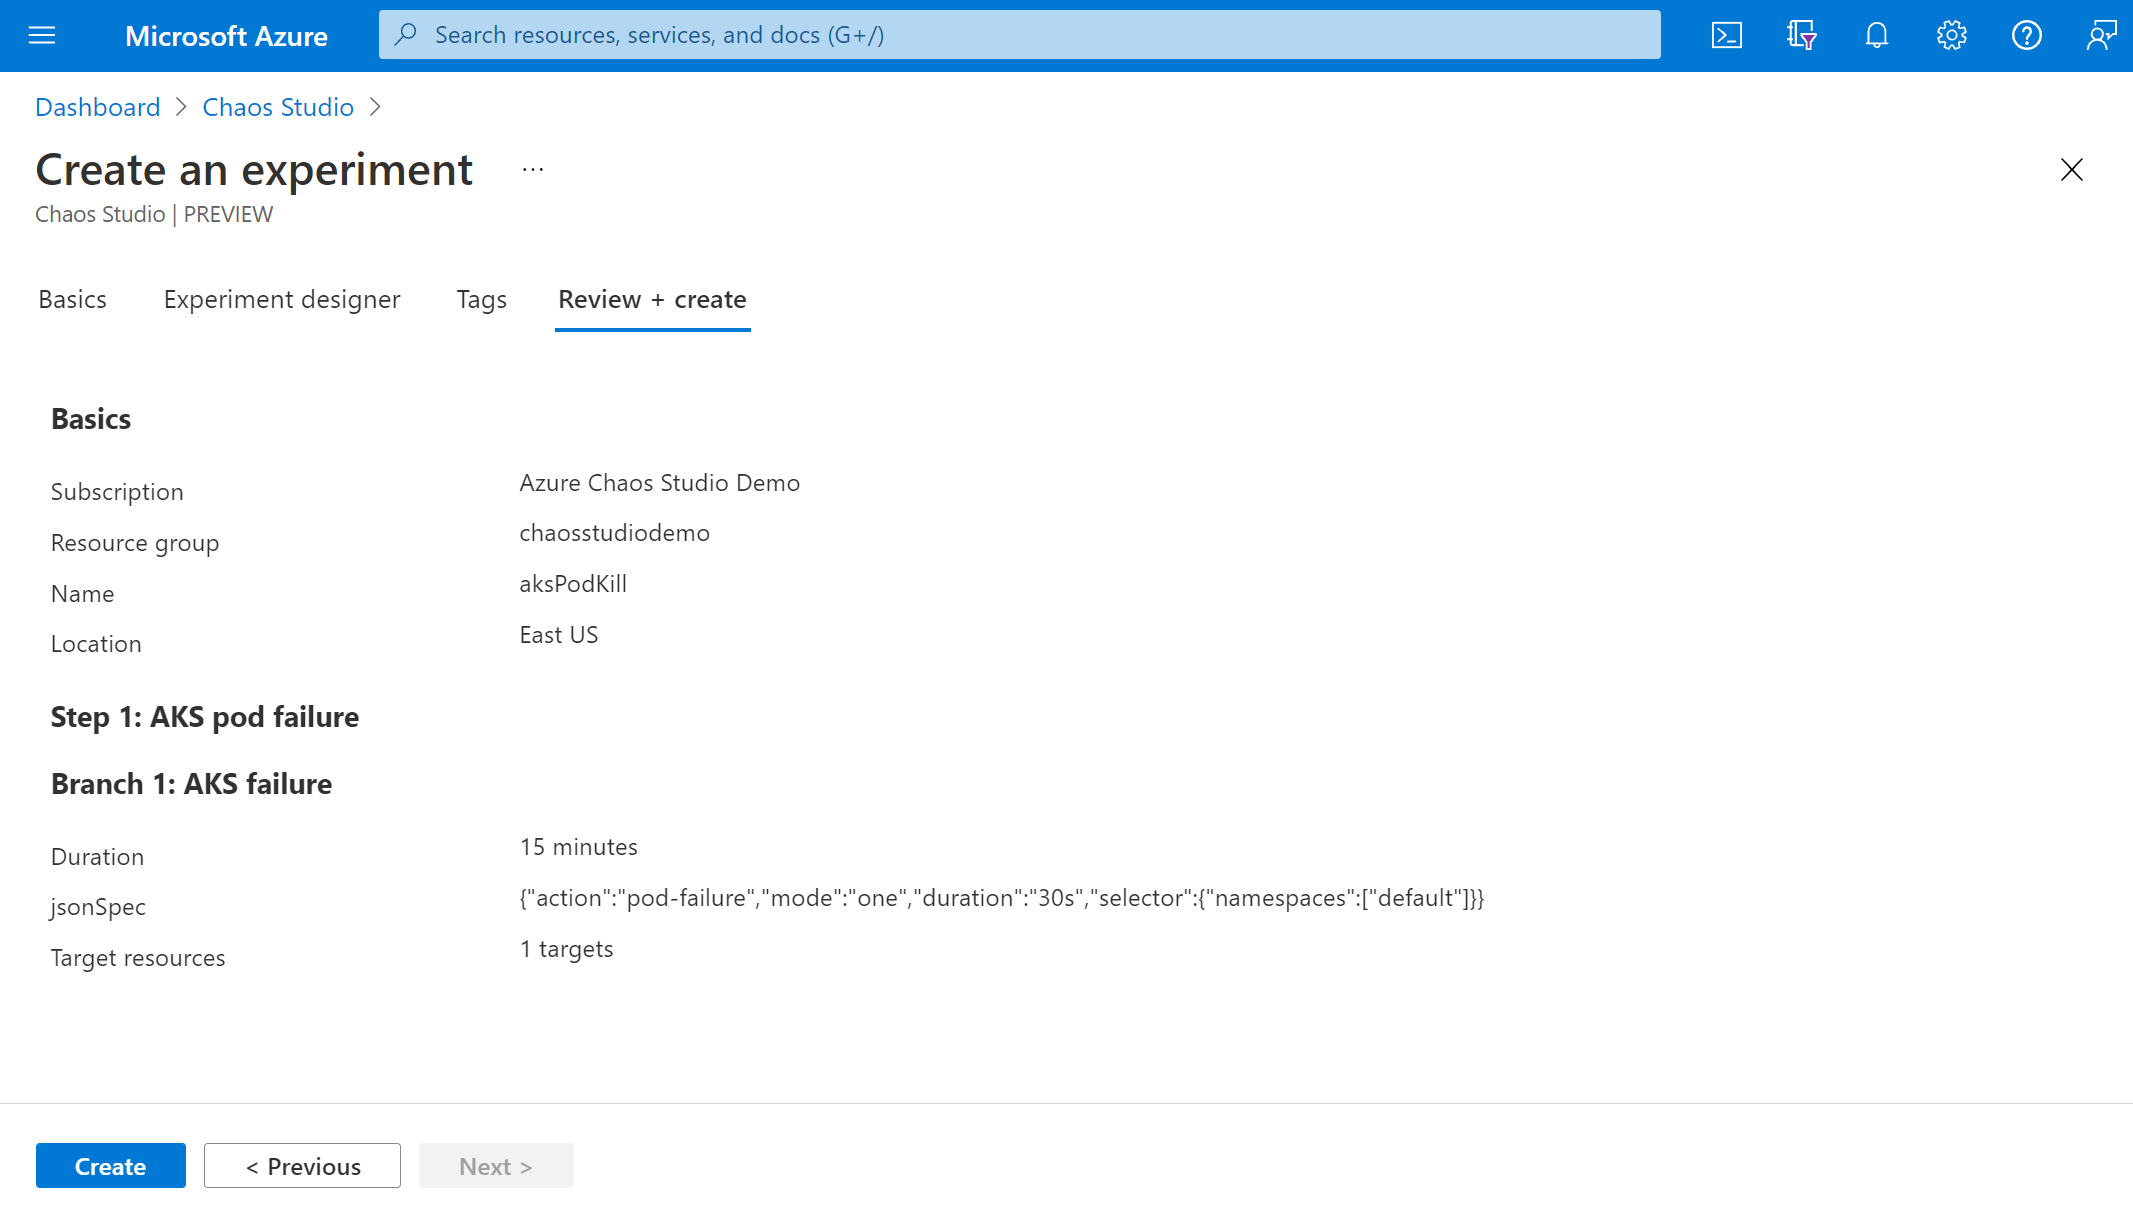 Microsoft Azure
Search resources, services, and docs (G+/)
Dashboard > Chaos Studio >
Create an experiment ...
Chaos Studio | PREVIEW
Basics Experiment designer Tags Review + create
Basics
Subscription Azure Chaos Studio Demo
Resource group chaosstudiodemo
Name aksPodKill
Location East US
Step 1: AKS pod failure
Branch 1: AKS failure
Duration 15 minutes
jsonSpec {"action":"pod-failure","mode":"one","duration":"30s","selector":{"namespaces":["default"]}}
Target resources 1 targets
Create < Previous Next >